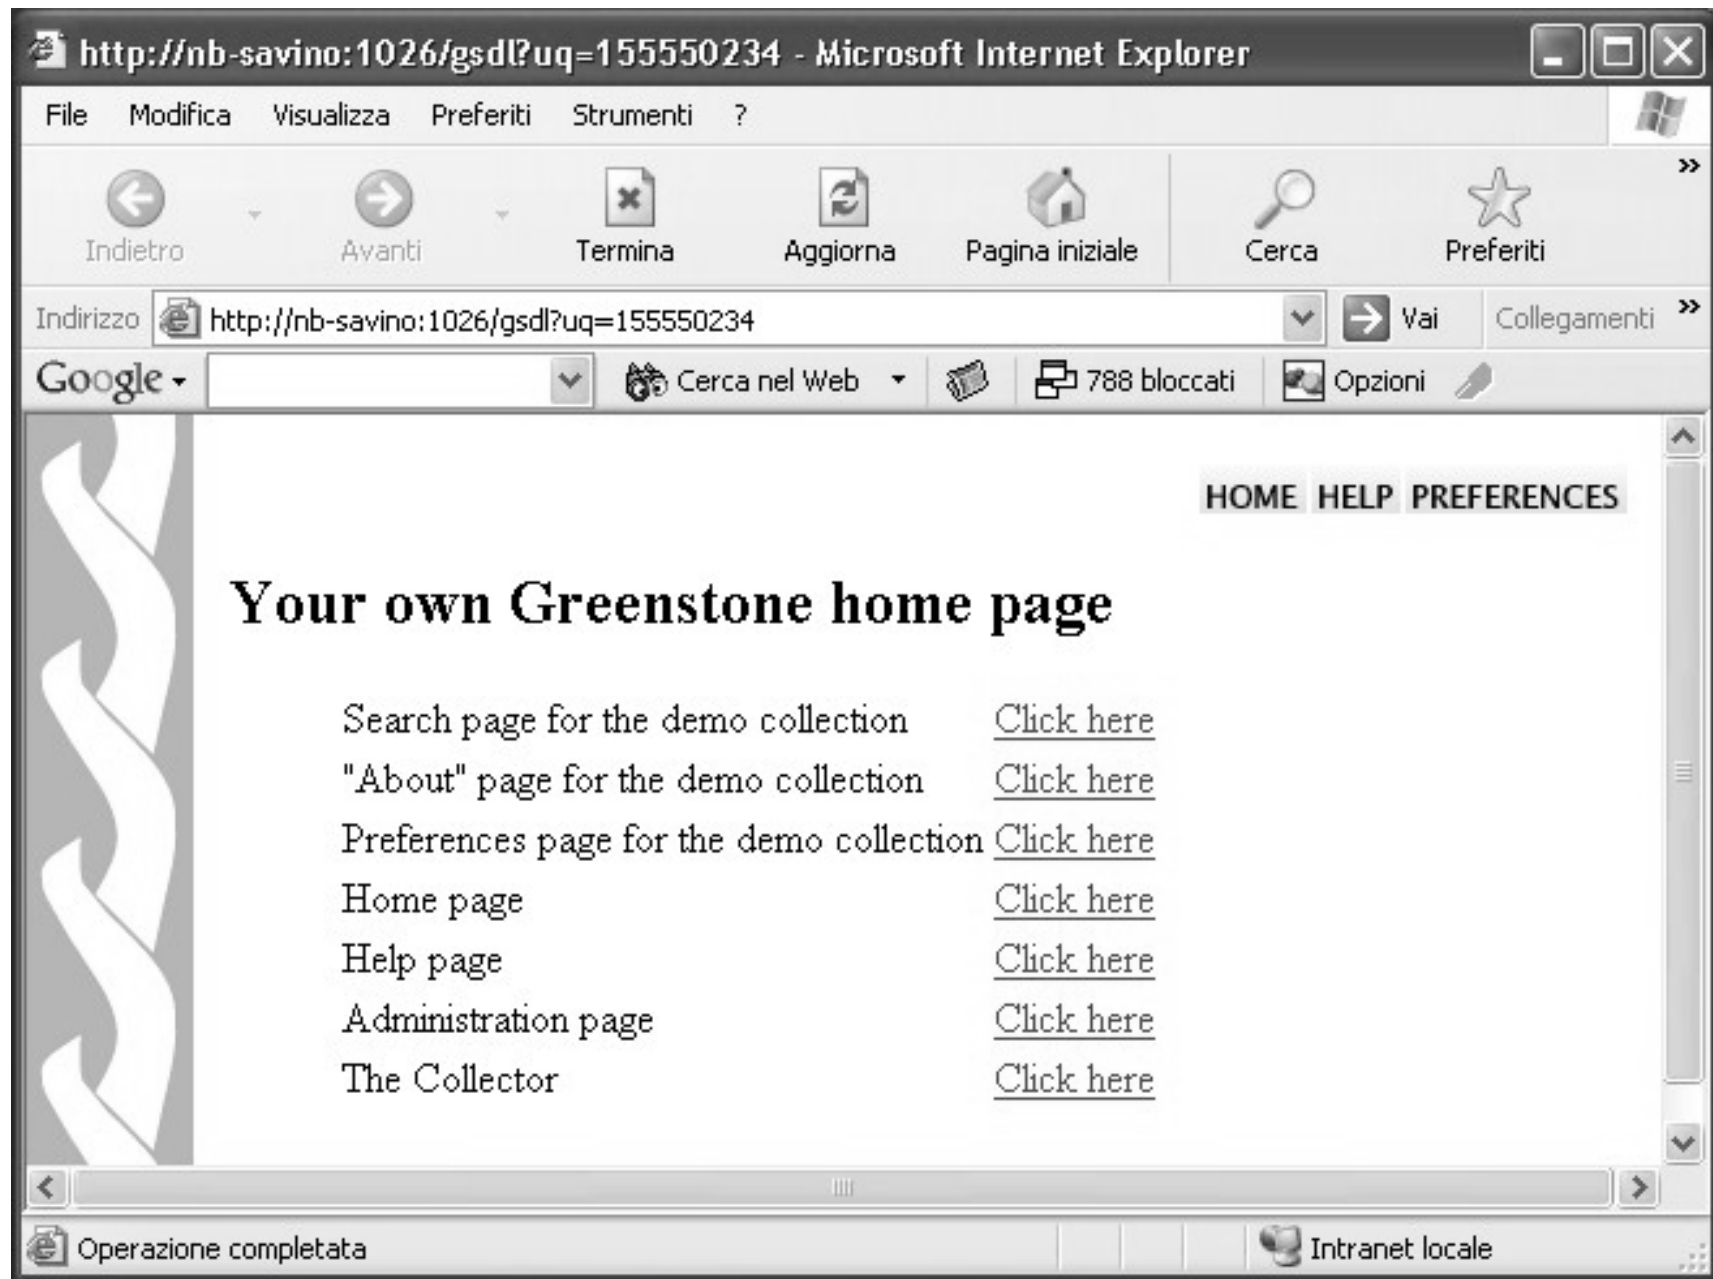 http://nb-savino:1026/gsdl?uq=155550234 - Microsoft Internet Explorer
File Modifica Visualizza Preferiti Strumenti ?
Indietro Avanti Termina Aggiorna Pagina iniziale Cerca Preferiti »
Indirizzo http://nb-savino:1026/gsdl?uq=155550234 Vai Collegamenti »
Google Cerca nel Web 788 bloccati Opzioni
HOME HELP PREFERENCES
Your own Greenstone home page
Search page for the demo collection Click here
"About" page for the demo collection Click here
Preferences page for the demo collection Click here
Home page Click here
Help page Click here
Administration page Click here
The Collector Click here
Operazione completata Intranet locale